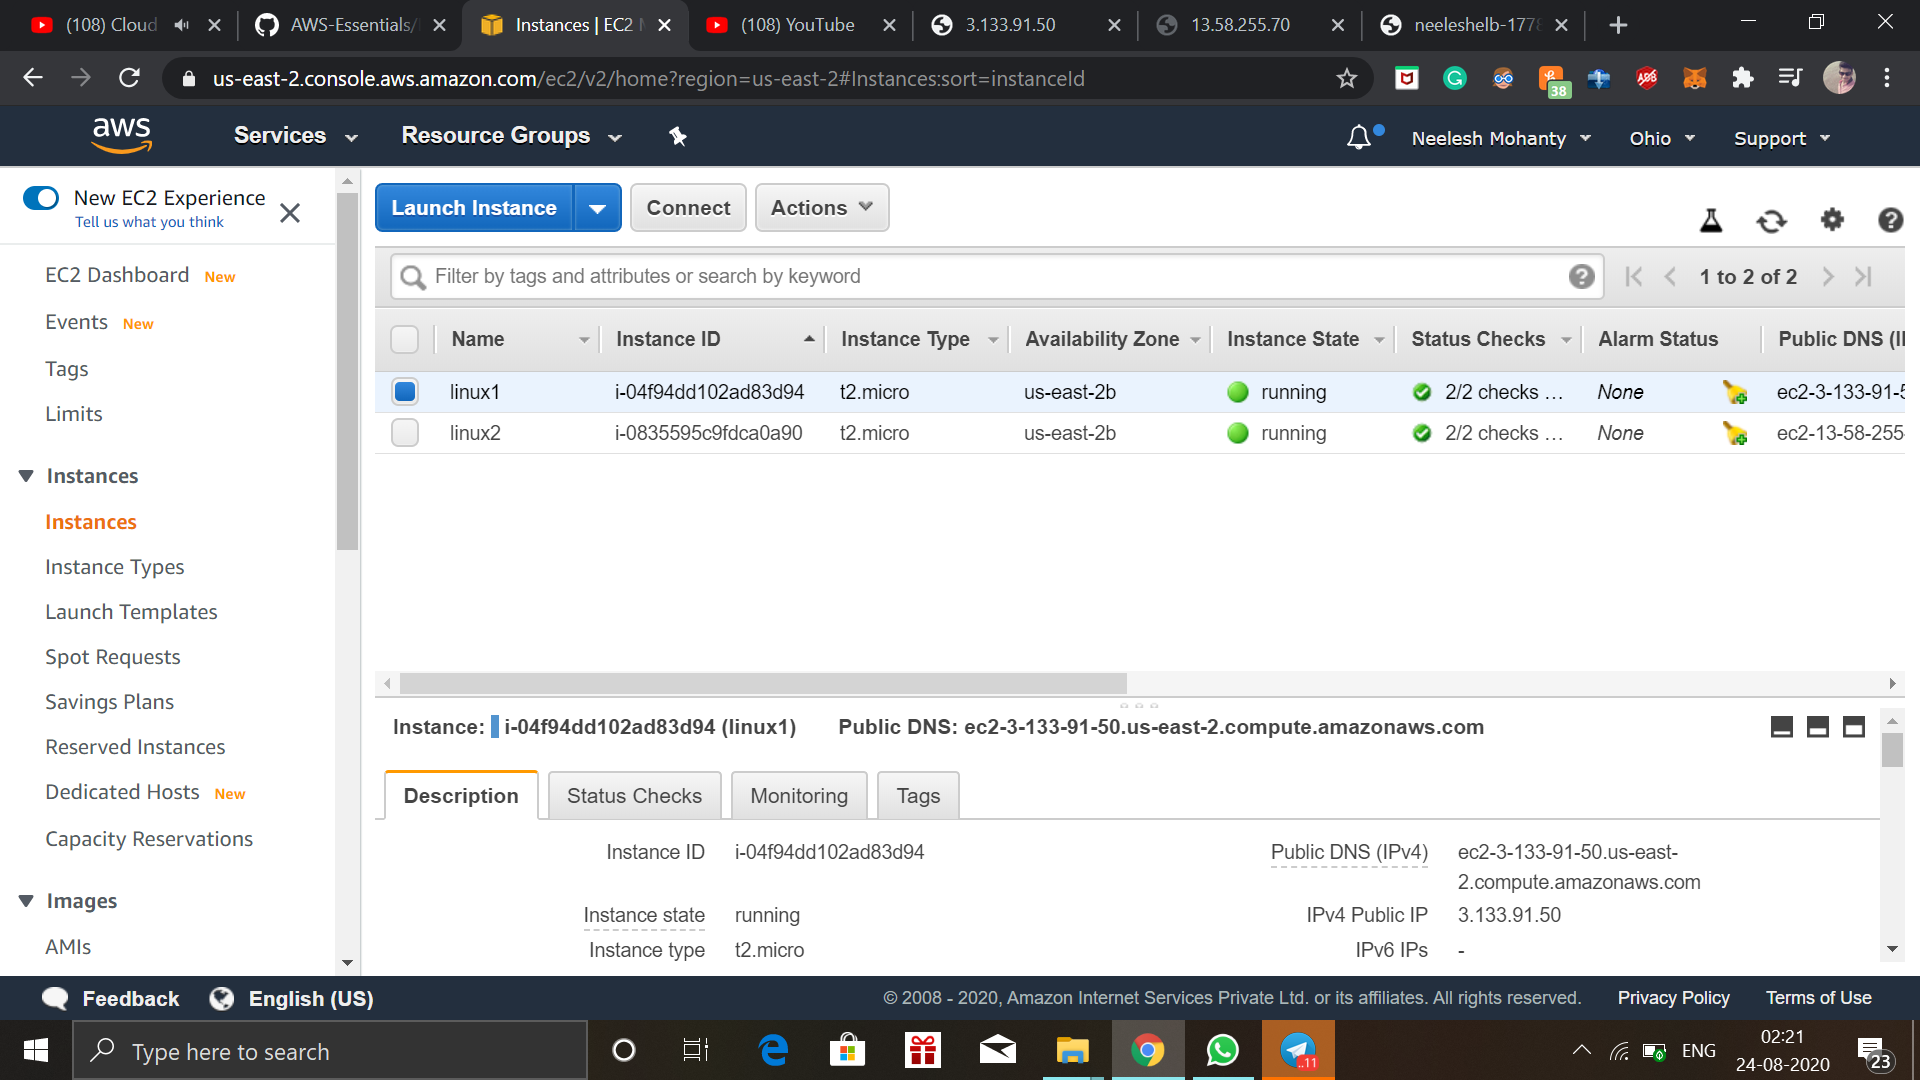 (108) Cloud
AWS-Essentials/
Instances | EC2 M
(108) YouTube
3.133.91.50
13.58.255.70
neeleshelb-1778
us-east-2.console.aws.amazon.com/ec2/v2/home?region=us-east-2#Instances:sort=instanceId
38
aws Services Resource Groups Neelesh Mohanty Ohio Support
New EC2 Experience
Tell us what you think
Launch Instance Connect Actions
Filter by tags and attributes or search by keyword 1 to 2 of 2
EC2 Dashboard New
Events New
Tags
Limits
Instances
Instances
Instance Types
Launch Templates
Spot Requests
Savings Plans
Reserved Instances
Dedicated Hosts New
Capacity Reservations
Images
AMIs
Name Instance ID Instance Type Availability Zone Instance State Status Checks Alarm Status Public DNS (I
linux1 i-04f94dd102ad83d94 t2.micro us-east-2b running 2/2 checks ... None ec2-3-133-91-5
linux2 i-0835595c9fdca0a90 t2.micro us-east-2b running 2/2 checks ... None ec2-13-58-255-
Instance: i-04f94dd102ad83d94 (linux1) Public DNS: ec2-3-133-91-50.us-east-2.compute.amazonaws.com
Description Status Checks Monitoring Tags
Instance ID i-04f94dd102ad83d94 Public DNS (IPv4) ec2-3-133-91-50.us-east-
2.compute.amazonaws.com
Instance state running IPv4 Public IP 3.133.91.50
Instance type t2.micro IPv6 IPs -
Feedback English (US) © 2008 - 2020, Amazon Internet Services Private Ltd. or its affiliates. All rights reserved. Privacy Policy Terms of Use
Type here to search
..11
ENG
02:21
24-08-2020
23